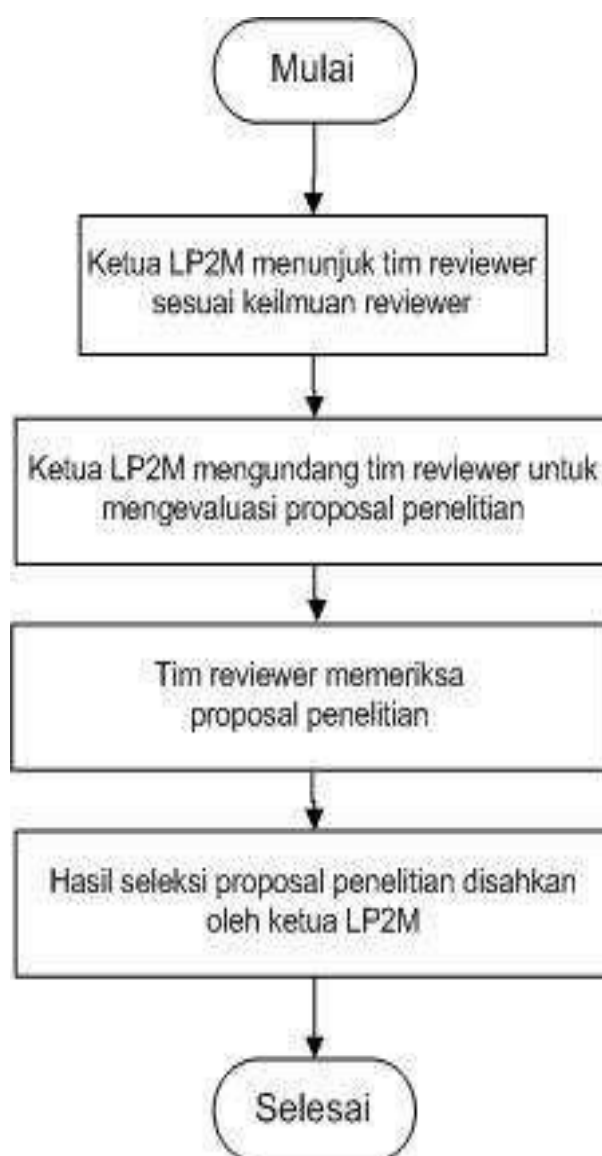 Mulai
Ketua LP2M menunjuk tim reviewer
sesuai keilmuan reviewer
Ketua LP2M mengundang tim reviewer untuk
mengevaluasi proposal penelitian
Tim reviewer memeriksa
proposal penelitian
Hasil seleksi proposal penelitian disahkan
oleh ketua LP2M
Selesai